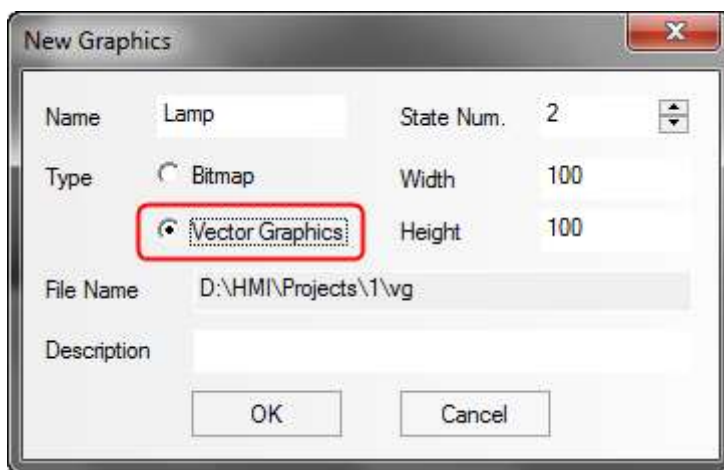 New Graphics
Name Lamp State Num. 2
Type Bitmap Width 100
Vector Graphics Height 100
File Name D:\HMI\Projects\1\vg
Description
OK Cancel